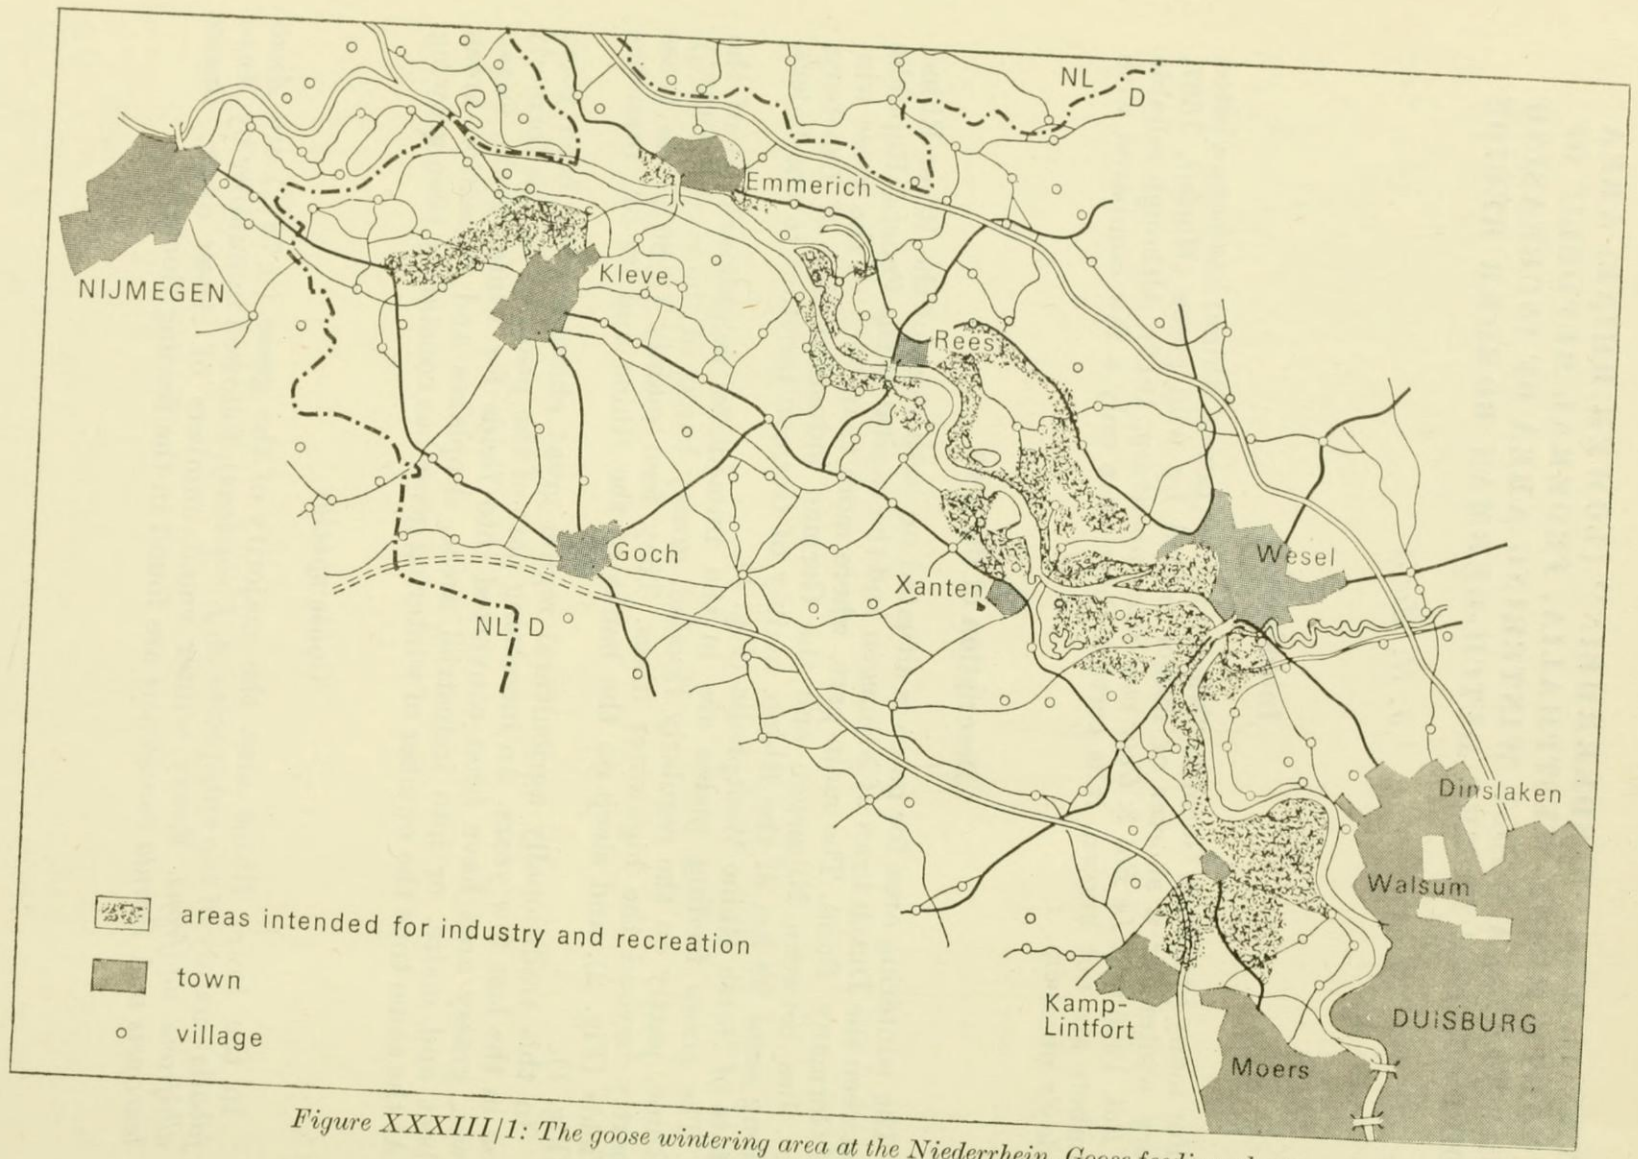 NL
D
Emmerich
Kleve
NIJMEGEN
Rees
Goch
Wesel
Xanten
NL D
Dinslaken
Walsum
areas intended for industry and recreation
town
village
Kamp-
Lintfort
DUiSBURG
Moers
Figure XXXIII/1: The goose wintering area at the Niederrhein. Goose